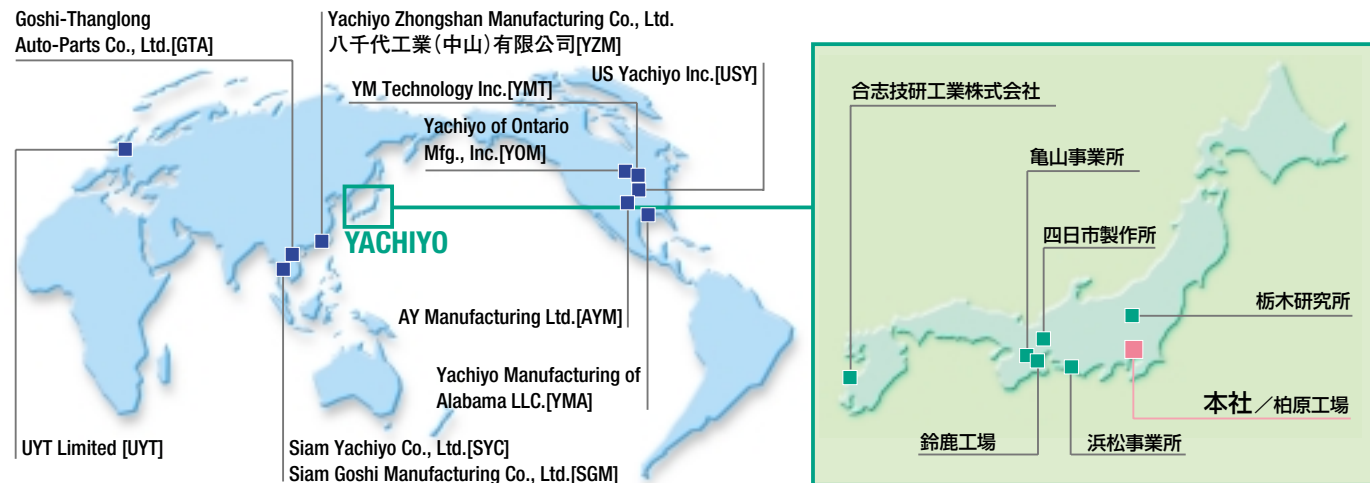 Goshi-Thanglong
Auto-Parts Co., Ltd.[GTA]
Yachiyo Zhongshan Manufacturing Co., Ltd.
八千代工業(中山)有限公司[YZM]
US Yachiyo Inc.[USY]
YM Technology Inc.[YMT]
Yachiyo of Ontario
Mfg., Inc.[YOM]
YACHIYO
AY Manufacturing Ltd.[AYM]
Yachiyo Manufacturing of
Alabama LLC.[YMA]
UYT Limited [UYT]
Siam Yachiyo Co., Ltd.[SYC]
Siam Goshi Manufacturing Co., Ltd.[SGM]
合志技研工業株式会社
亀山事業所
四日市製作所
栃木研究所
本社/柏原工場
鈴鹿工場
浜松事業所